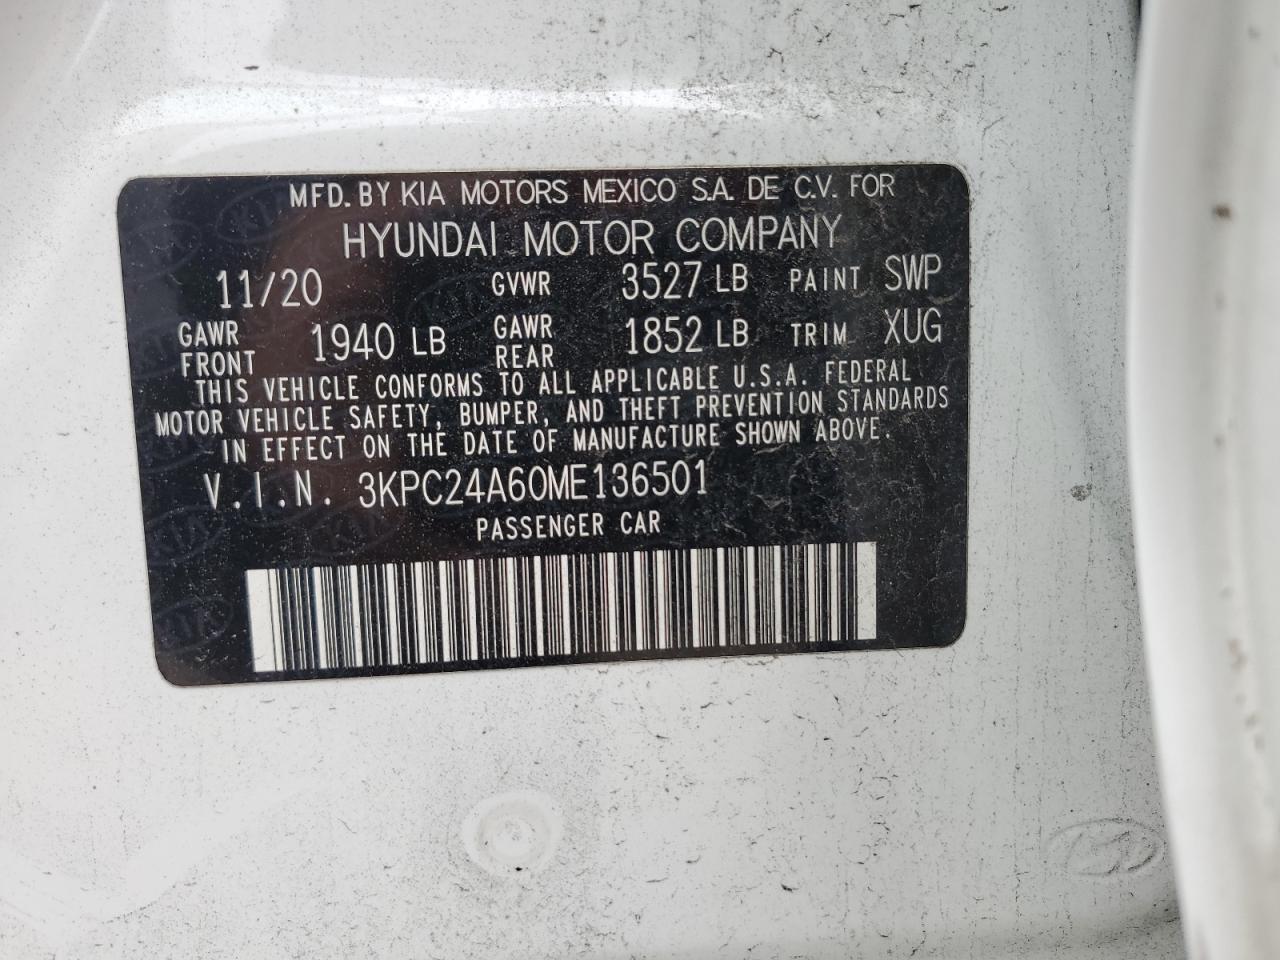 MFD. BY KIA MOTORS MEXICO S.A. DE C.V. FOR
HYUNDAI MOTOR COMPANY
11/20 GVWR 3527 LB PAINT SWP
GAWR FRONT 1940 LB GAWR REAR 1852 LB TRIM XUG
THIS VEHICLE CONFORMS TO ALL APPLICABLE U.S.A. FEDERAL
MOTOR VEHICLE SAFETY, BUMPER, AND THEFT PREVENTION STANDARDS
IN EFFECT ON THE DATE OF MANUFACTURE SHOWN ABOVE.
V.I.N. 3KPC24A60ME136501
PASSENGER CAR